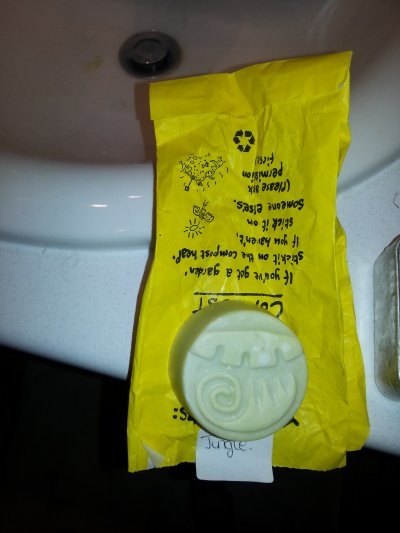 If you've got a garden,
stick it on the compost heap.
If you haven't,
stick it on
someone else's.
(Please ask
permission
first)
Jungle.